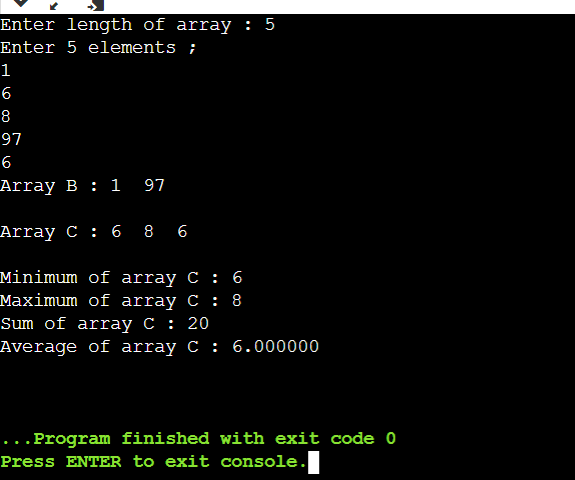 Enter length of array : 5
Enter 5 elements ;
1
6
8
97
6
Array B : 1  97
Array C : 6  8  6
Minimum of array C : 6
Maximum of array C : 8
Sum of array C : 20
Average of array C : 6.000000
...Program finished with exit code 0
Press ENTER to exit console.